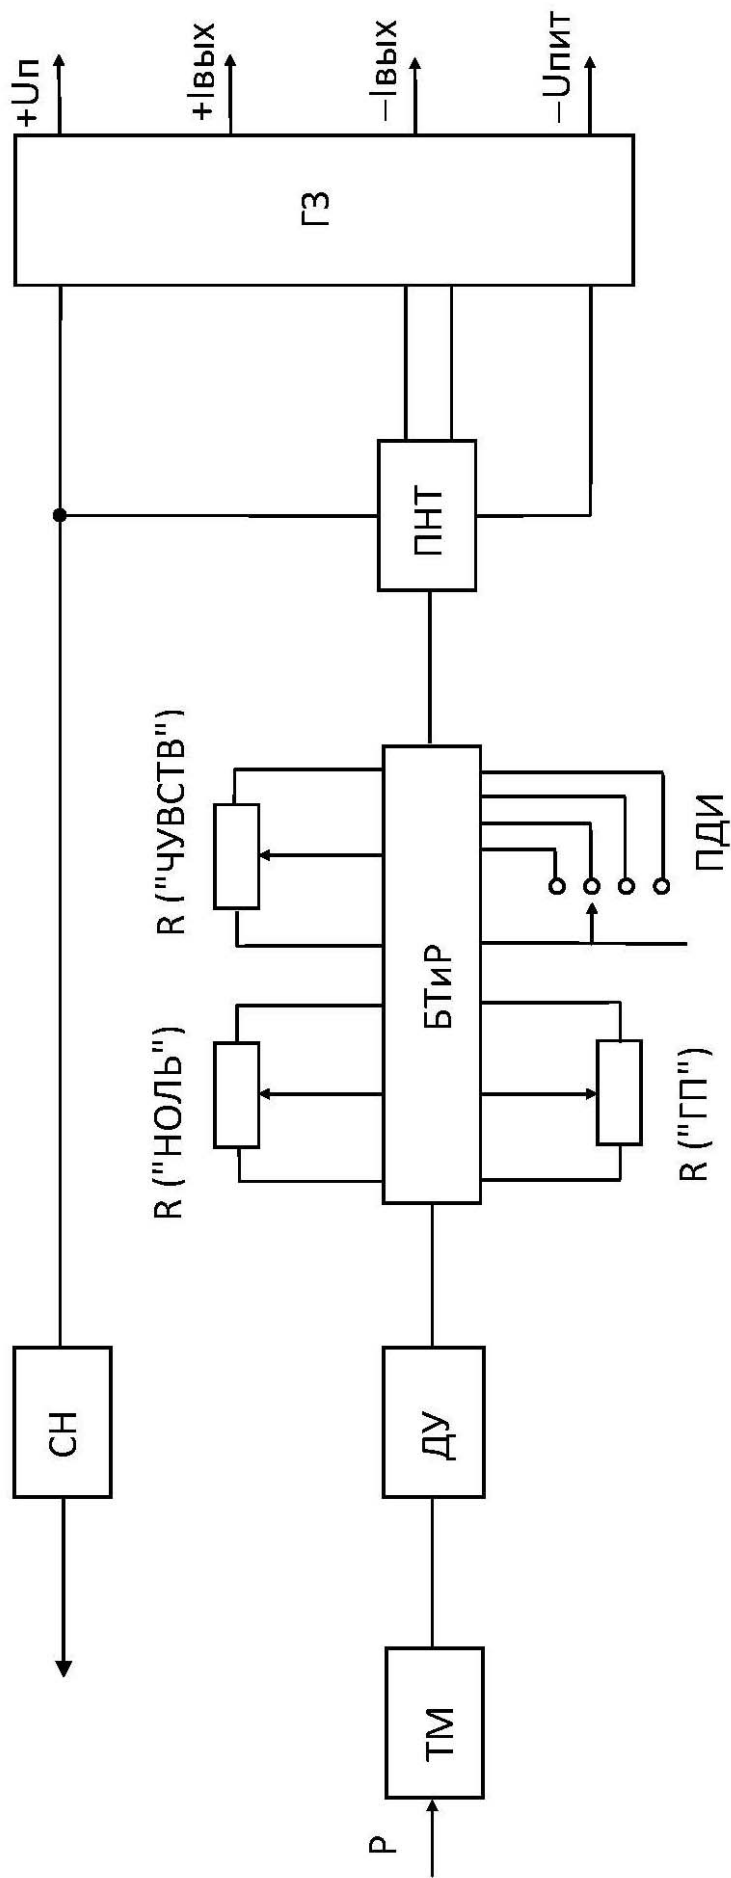 +Uп
+Iвых
–Iвых
–Uпит
ГЗ
ПНТ
R ("ЧУВСТВ")
R ("НОЛЬ")
БТиР
ПДИ
R ("ГП")
СН
ДУ
ТМ
Р